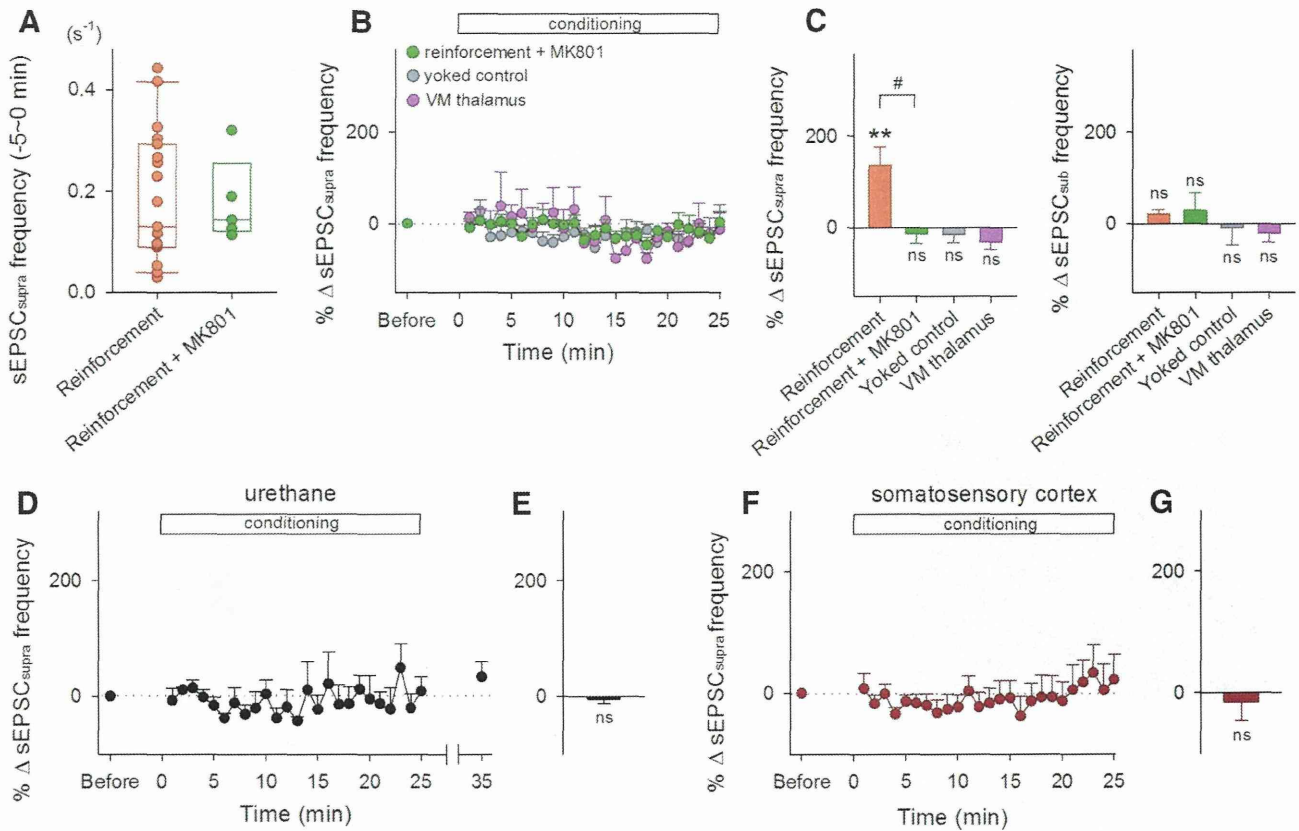 A
(s⁻¹)
sEPSCsupra frequency (-5~0 min)
0.4
0.2
0.0
Reinforcement
Reinforcement + MK801
B
conditioning
reinforcement + MK801
yoked control
VM thalamus
% Δ sEPSCsupra frequency
200
0
Before 0 5 10 15 20 25
Time (min)
C
% Δ sEPSCsupra frequency
200
0
#
**
ns
ns
ns
Reinforcement
Reinforcement + MK801
Yoked control
VM thalamus
% Δ sEPSCsub frequency
200
0
ns
ns
ns
ns
Reinforcement
Reinforcement + MK801
Yoked control
VM thalamus
D
urethane
conditioning
% Δ sEPSCsupra frequency
200
0
Before 0 5 10 15 20 25 35
Time (min)
E
200
0
ns
F
somatosensory cortex
conditioning
% Δ sEPSCsupra frequency
200
0
Before 0 5 10 15 20 25
Time (min)
G
200
0
ns